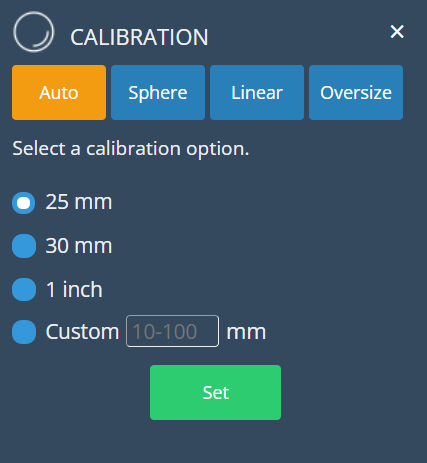 CALIBRATION ×
Auto Sphere Linear Oversize
Select a calibration option.
25 mm
30 mm
1 inch
Custom 10-100 mm
Set